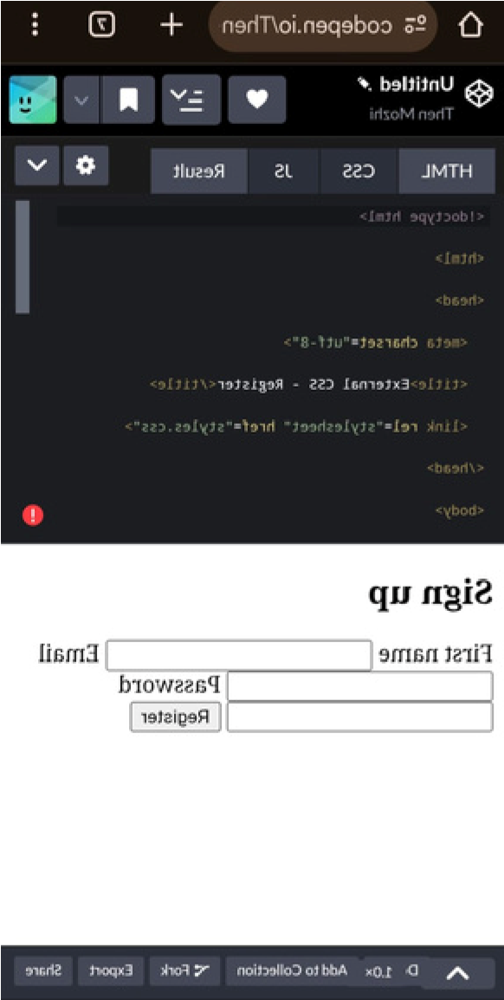 codepen.io/Then
7
Untitled
Then Mozhi
HTML CSS JS Result
<!doctype html>
<html>
<head>
<meta charset="utf-8">
<title>External CSS - Register</title>
<link rel="stylesheet" href="styles.css">
</head>
<body>
Sign up
First name Email
Password
Register
D 1.0x Add to Collection Fork Export Share